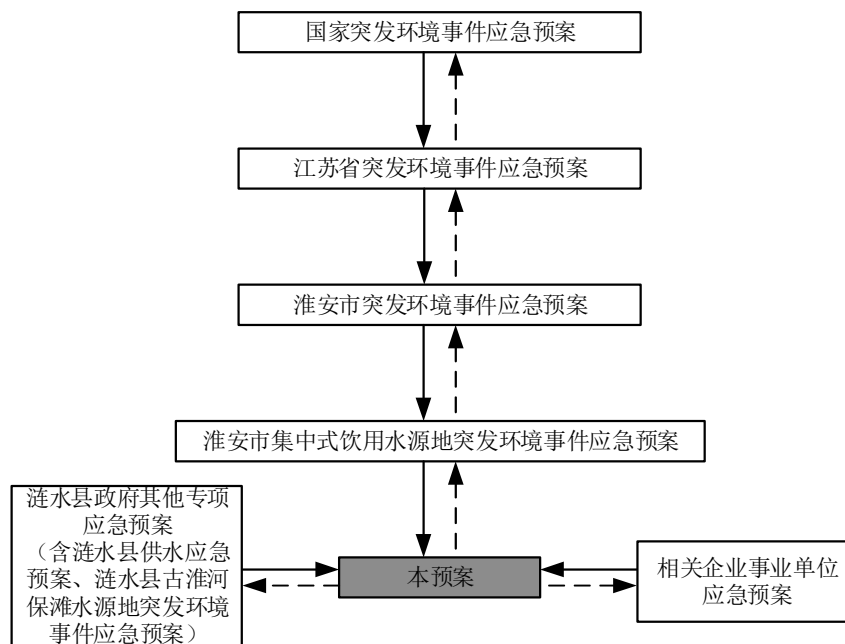 国家突发环境事件应急预案
江苏省突发环境事件应急预案
淮安市突发环境事件应急预案
淮安市集中式饮用水源地突发环境事件应急预案
涟水县政府其他专项
应急预案
（含涟水县供水应急
预案、涟水县古淮河
保滩水源地突发环境
事件应急预案）
本预案
相关企业事业单位
应急预案